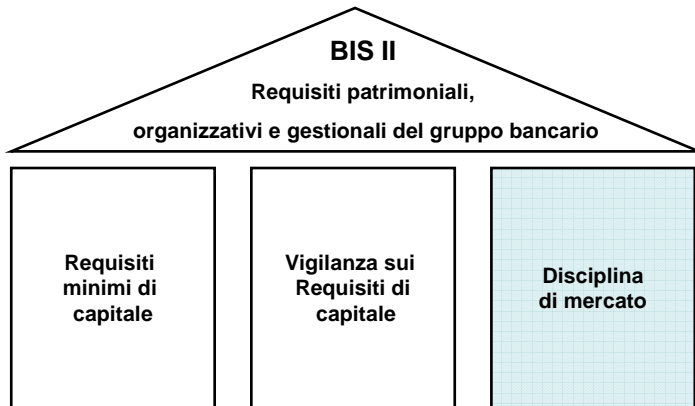 BIS II
Requisiti patrimoniali,
organizzativi e gestionali del gruppo bancario
Requisiti
minimi di
capitale
Vigilanza sui
Requisiti di
capitale
Disciplina
di mercato